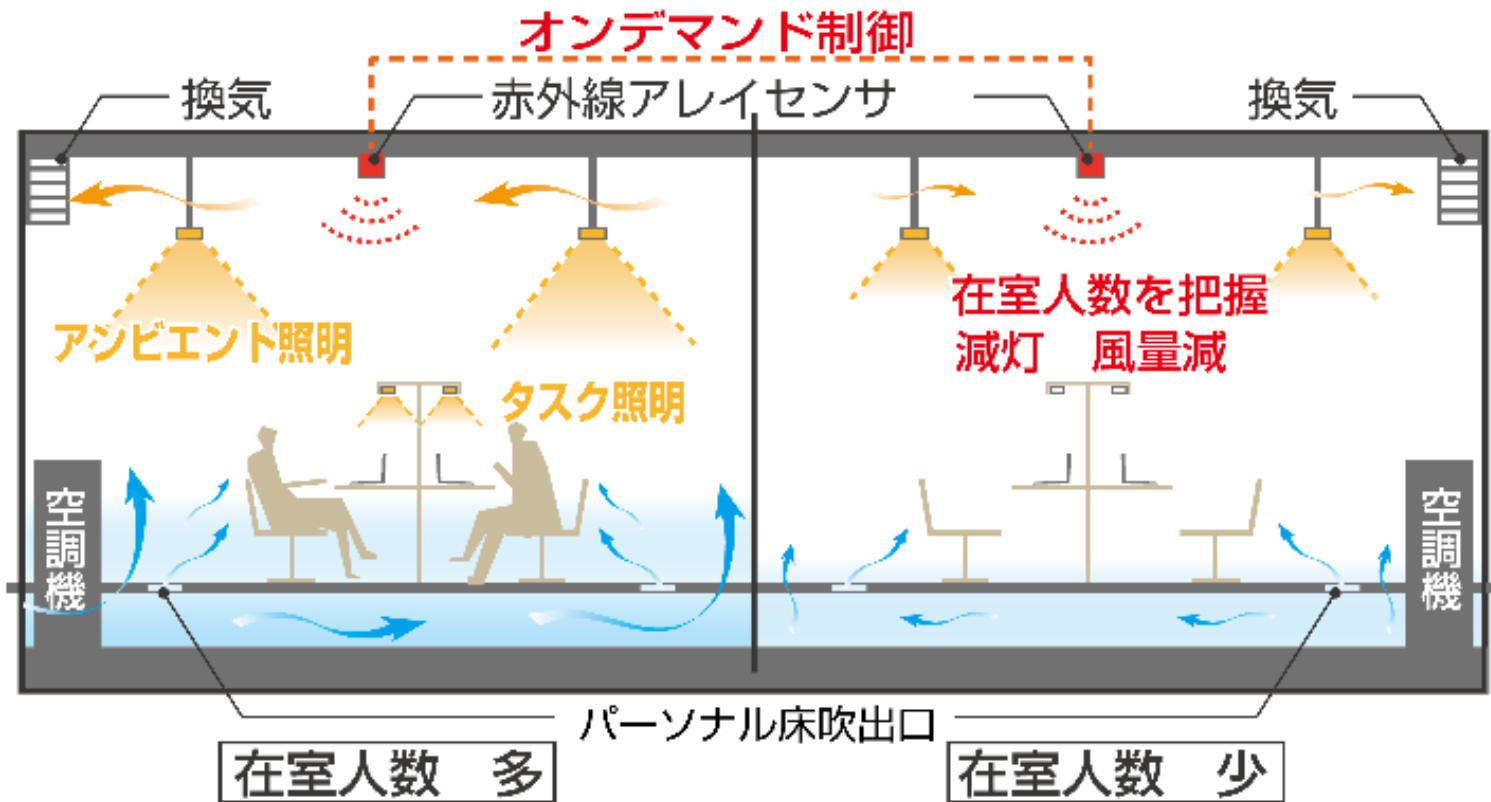 オンデマンド制御
換気
赤外線アレイセンサ
換気
在室人数を把握
減灯　風量減
アンビエント照明
タスク照明
空調機
空調機
パーソナル床吹出口
在室人数　多
在室人数　少